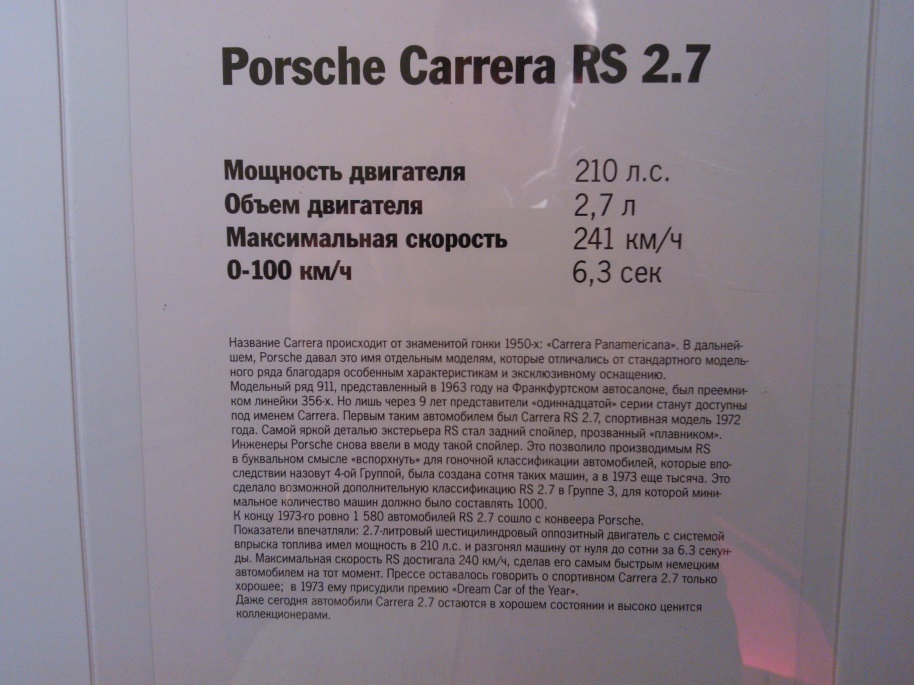 Porsche Carrera RS 2.7
Мощность двигателя 210 л.с.
Объем двигателя 2,7 л
Максимальная скорость 241 км/ч
0-100 км/ч 6,3 сек
Название Carrera происходит от знаменитой гонки 1950-х: «Carrera Panamericana». В дальней-
шем, Porsche давал это имя отдельным моделям, которые отличались от стандартного модель-
ного ряда благодаря особенным характеристикам и эксклюзивному оснащению.
Модельный ряд 911, представленный в 1963 году на Франкфуртском автосалоне, был преемни-
ком линейки 356-х. Но лишь через 9 лет представители «одиннадцатой» серии станут доступны
под именем Carrera. Первым таким автомобилем был Carrera RS 2.7, спортивная модель 1972
года. Самой яркой деталью экстерьера RS стал задний спойлер, прозванный «плавником».
Инженеры Porsche снова ввели в моду такой спойлер. Это позволило производимым RS
в буквальном смысле «вспорхнуть» для гоночной классификации автомобилей, которые впо-
следствии назовут 4-ой Группой, была создана сотня таких машин, а в 1973 еще тысяча. Это
сделало возможной дополнительную классификацию RS 2.7 в Группе 3, для которой мини-
мальное количество машин должно было составлять 1000.
К концу 1973-го ровно 1 580 автомобилей RS 2.7 сошло с конвеера Porsche.
Показатели впечатляли: 2.7-литровый шестицилиндровый оппозитный двигатель с системой
впрыска топлива имел мощность в 210 л.с. и разгонял машину от нуля до сотни за 6.3 секун-
ды. Максимальная скорость RS достигала 240 км/ч, сделав его самым быстрым немецким
автомобилем на тот момент. Прессе оставалось говорить о спортивном Carrera 2.7 только
хорошее; в 1973 ему присудили премию «Dream Car of the Year».
Даже сегодня автомобили Carrera 2.7 остаются в хорошем состоянии и высоко ценится
коллекционерами.